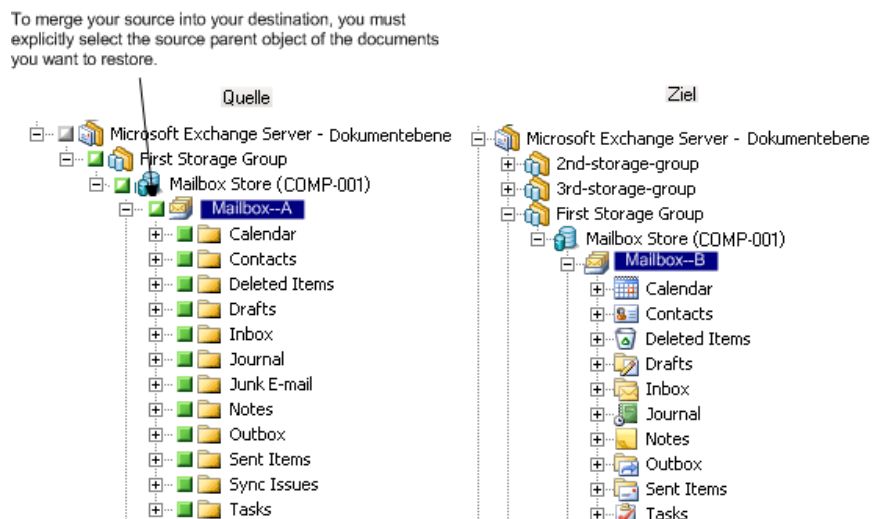 To merge your source into your destination, you must
explicitly select the source parent object of the documents
you want to restore.
Quelle
Microsoft Exchange Server - Dokumentebene
First Storage Group
Mailbox Store (COMP-001)
Mailbox--A
Calendar
Contacts
Deleted Items
Drafts
Inbox
Journal
Junk E-mail
Notes
Outbox
Sent Items
Sync Issues
Tasks
Ziel
Microsoft Exchange Server - Dokumentebene
2nd-storage-group
3rd-storage-group
First Storage Group
Mailbox Store (COMP-001)
Mailbox--B
Calendar
Contacts
Deleted Items
Drafts
Inbox
Journal
Notes
Outbox
Sent Items
Tasks